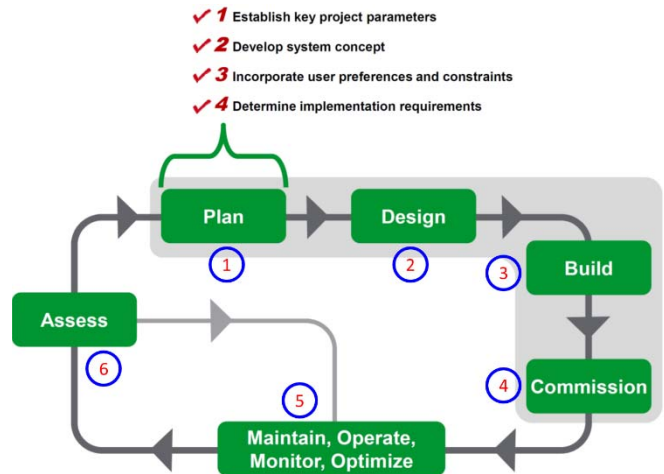 ✓ 1 Establish key project parameters
✓ 2 Develop system concept
✓ 3 Incorporate user preferences and constraints
✓ 4 Determine implementation requirements
Plan
Design
1
2
3
Build
Assess
6
5
4
Commission
Maintain, Operate,
Monitor, Optimize